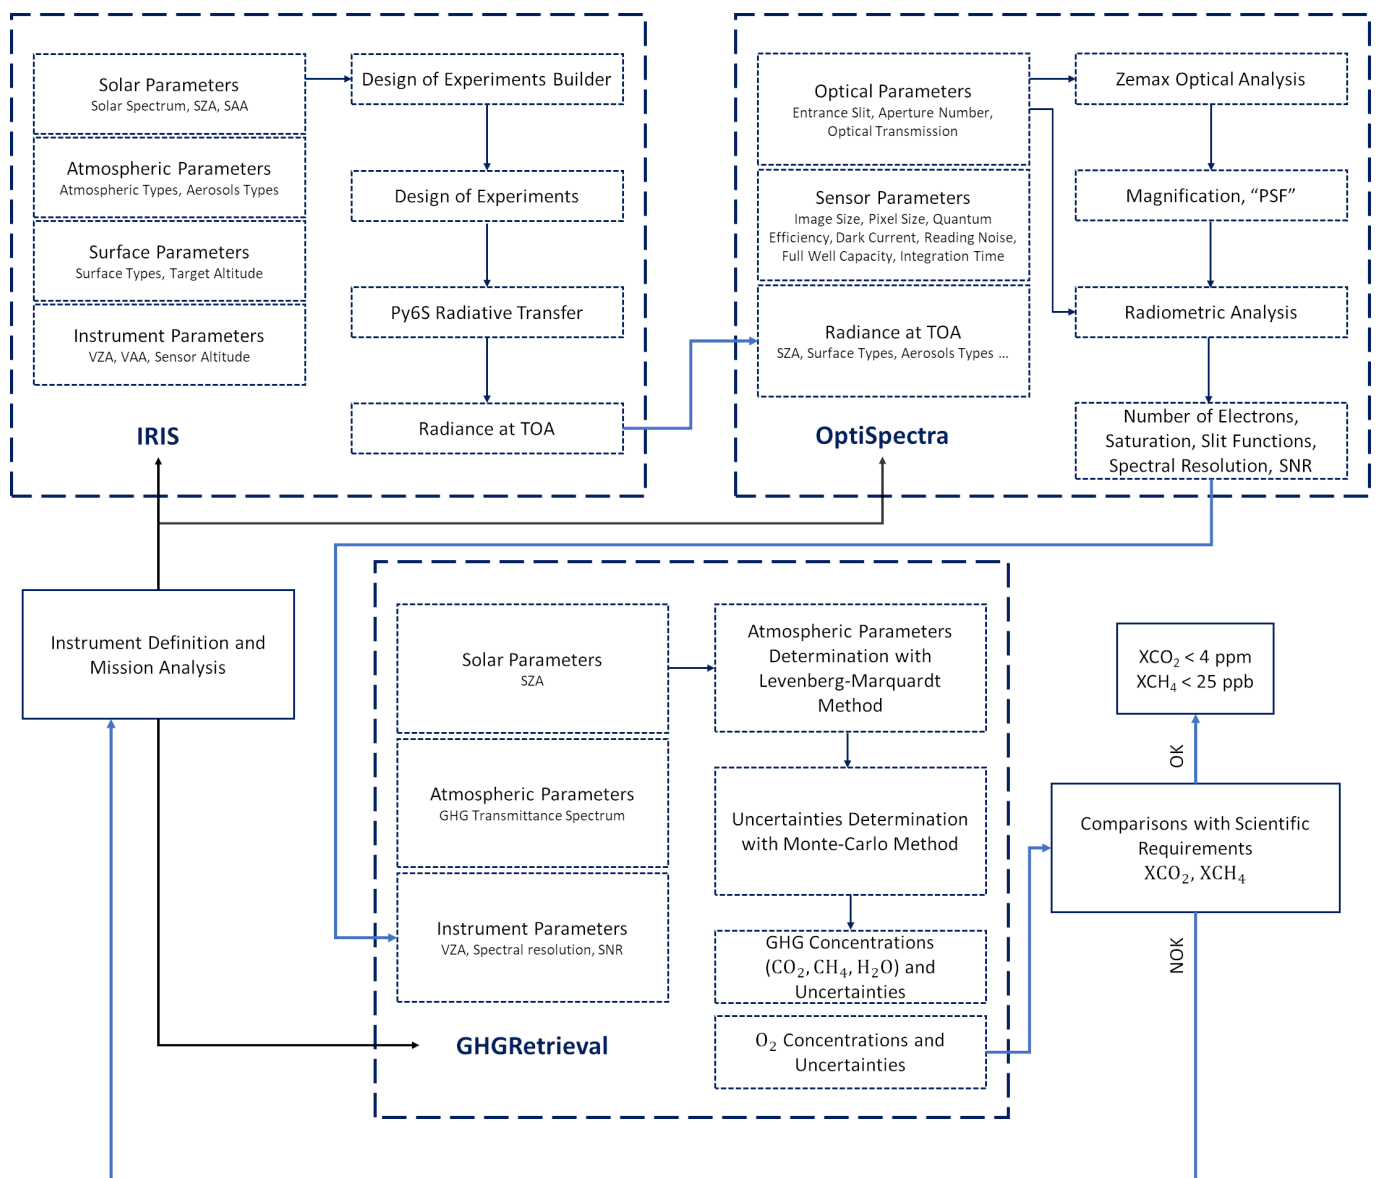 Solar Parameters
Solar Spectrum, SZA, SAA
Atmospheric Parameters
Atmospheric Types, Aerosols Types
Surface Parameters
Surface Types, Target Altitude
Instrument Parameters
VZA, VAA, Sensor Altitude
Design of Experiments Builder
Design of Experiments
Py6S Radiative Transfer
Radiance at TOA
IRIS
Optical Parameters
Entrance Slit, Aperture Number,
Optical Transmission
Sensor Parameters
Image Size, Pixel Size, Quantum
Efficiency, Dark Current, Reading Noise,
Full Well Capacity, Integration Time
Radiance at TOA
SZA, Surface Types, Aerosols Types ...
Zemax Optical Analysis
Magnification, “PSF”
Radiometric Analysis
Number of Electrons,
Saturation, Slit Functions,
Spectral Resolution, SNR
OptiSpectra
Instrument Definition and
Mission Analysis
Solar Parameters
SZA
Atmospheric Parameters
GHG Transmittance Spectrum
Instrument Parameters
VZA, Spectral resolution, SNR
Atmospheric Parameters
Determination with
Levenberg-Marquardt
Method
Uncertainties Determination
with Monte-Carlo Method
GHG Concentrations
(CO₂, CH₄, H₂O) and
Uncertainties
O₂ Concentrations and
Uncertainties
GHGRetrieval
XCO₂ < 4 ppm
XCH₄ < 25 ppb
OK
Comparisons with Scientific
Requirements
XCO₂, XCH₄
NOK